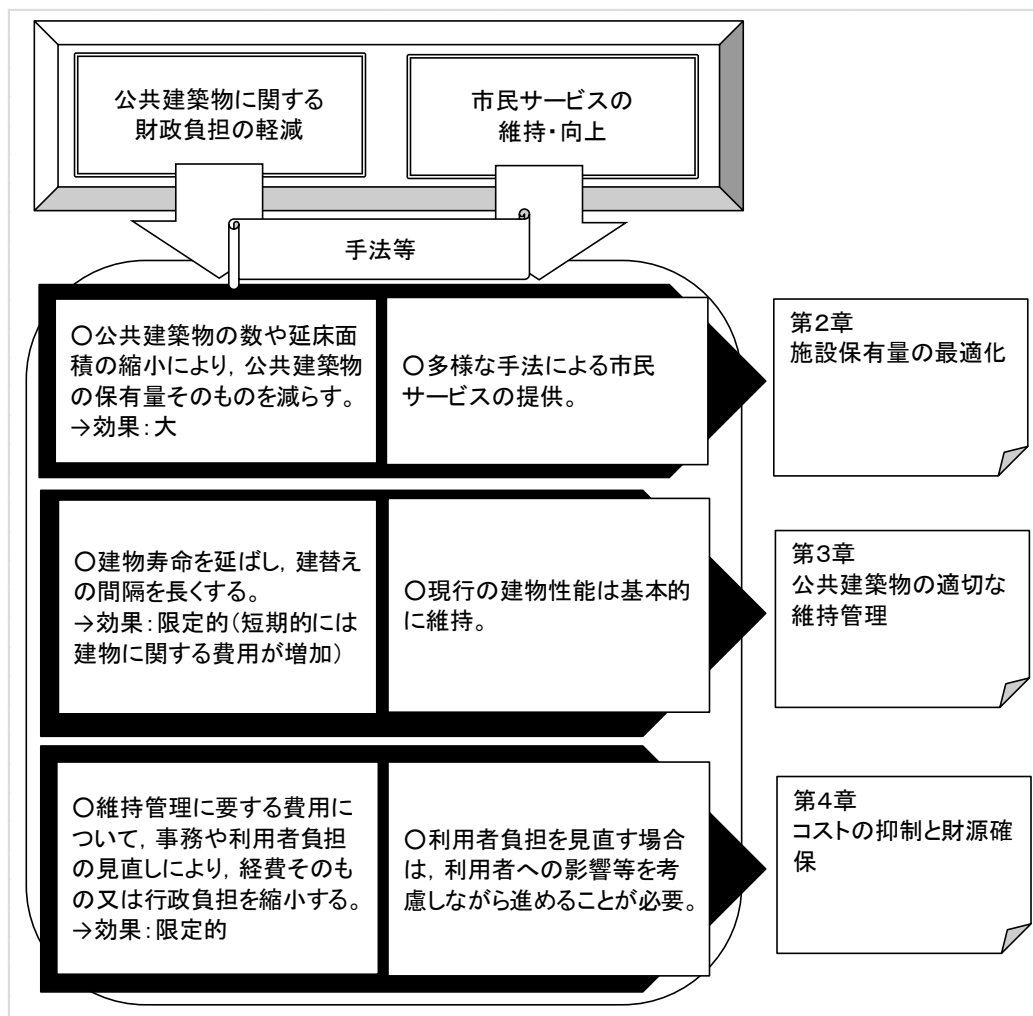 公共建築物に関する
財政負担の軽減
市民サービスの
維持・向上
手法等
○公共建築物の数や延床面
積の縮小により，公共建築物
の保有量そのものを減らす。
→効果：大
○多様な手法による市民
サービスの提供。
第2章
施設保有量の最適化
○建物寿命を延ばし，建替え
の間隔を長くする。
→効果：限定的（短期的には
建物に関する費用が増加）
○現行の建物性能は基本的
に維持。
第3章
公共建築物の適切な
維持管理
○維持管理に要する費用に
ついて，事務や利用者負担
の見直しにより，経費そのも
の又は行政負担を縮小する。
→効果：限定的
○利用者負担を見直す場合
は，利用者への影響等を考
慮しながら進めることが必要。
第4章
コストの抑制と財源確
保